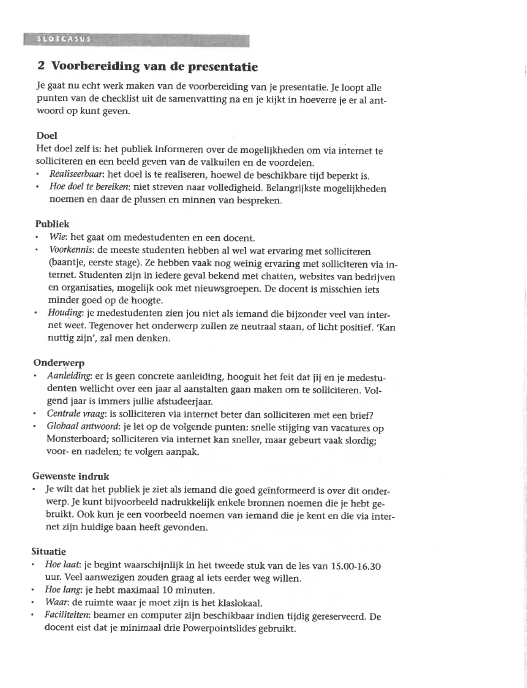 SLOTCASUS
2 Voorbereiding van de presentatie
Je gaat nu echt werk maken van de voorbereiding van je presentatie. Je loopt alle
punten van de checklist uit de samenvatting na en je kijkt in hoeverre je er al ant-
woord op kunt geven.
Doel
Het doel zelf is: het publiek informeren over de mogelijkheden om via internet te
solliciteren en een beeld geven van de valkuilen en de voordelen.
• Realiseerbaar: het doel is te realiseren, hoewel de beschikbare tijd beperkt is.
• Hoe doel te bereiken: niet streven naar volledigheid. Belangrijkste mogelijkheden
noemen en daar de plussen en minnen van bespreken.
Publiek
• Wie: het gaat om medestudenten en een docent.
• Voorkennis: de meeste studenten hebben al wel wat ervaring met solliciteren
(baantje, eerste stage). Ze hebben vaak nog weinig ervaring met solliciteren via in-
ternet. Studenten zijn in iedere geval bekend met chatten, websites van bedrijven
en organisaties, mogelijk ook met nieuwsgroepen. De docent is misschien iets
minder goed op de hoogte.
• Houding: je medestudenten zien jou niet als iemand die bijzonder veel van inter-
net weet. Tegenover het onderwerp zullen ze neutraal staan, of licht positief. 'Kan
nuttig zijn', zal men denken.
Onderwerp
• Aanleiding: er is geen concrete aanleiding, hooguit het feit dat jij en je medestu-
denten wellicht over een jaar al aanstalten gaan maken om te solliciteren. Vol-
gend jaar is immers jullie afstudeerjaar.
• Centrale vraag: is solliciteren via internet beter dan solliciteren met een brief?
• Globaal antwoord: je let op de volgende punten: snelle stijging van vacatures op
Monsterboard; solliciteren via internet kan sneller, maar gebeurt vaak slordig;
voor- en nadelen; te volgen aanpak.
Gewenste indruk
• Je wilt dat het publiek je ziet als iemand die goed geïnformeerd is over dit onder-
werp. Je kunt bijvoorbeeld nadrukkelijk enkele bronnen noemen die je hebt ge-
bruikt. Ook kun je een voorbeeld noemen van iemand die je kent en die via inter-
net zijn huidige baan heeft gevonden.
Situatie
• Hoe laat: je begint waarschijnlijk in het tweede stuk van de les van 15.00-16.30
uur. Veel aanwezigen zouden graag al iets eerder weg willen.
• Hoe lang: je hebt maximaal 10 minuten.
• Waar: de ruimte waar je moet zijn is het klaslokaal.
• Faciliteiten: beamer en computer zijn beschikbaar indien tijdig gereserveerd. De
docent eist dat je minimaal drie Powerpointslides gebruikt.